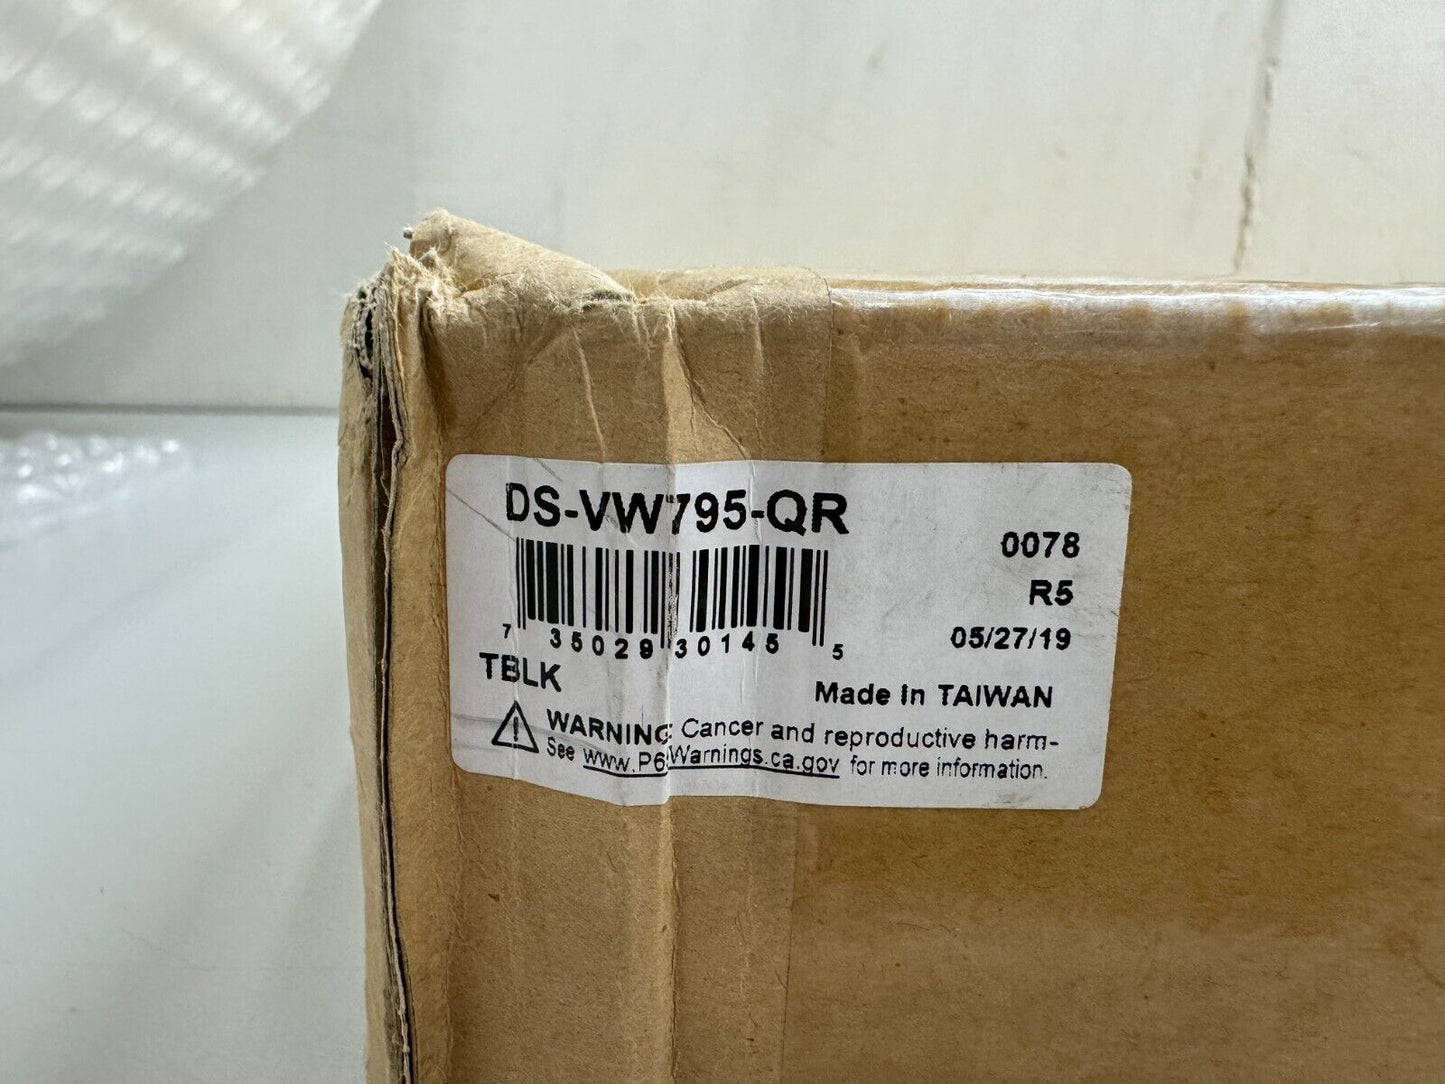 DS-VW795-QR
0078
R5
7 35029 30145 5
05/27/19
TBLK
Made In TAIWAN
WARNING: Cancer and reproductive harm-
See www.P65Warnings.ca.gov for more information.